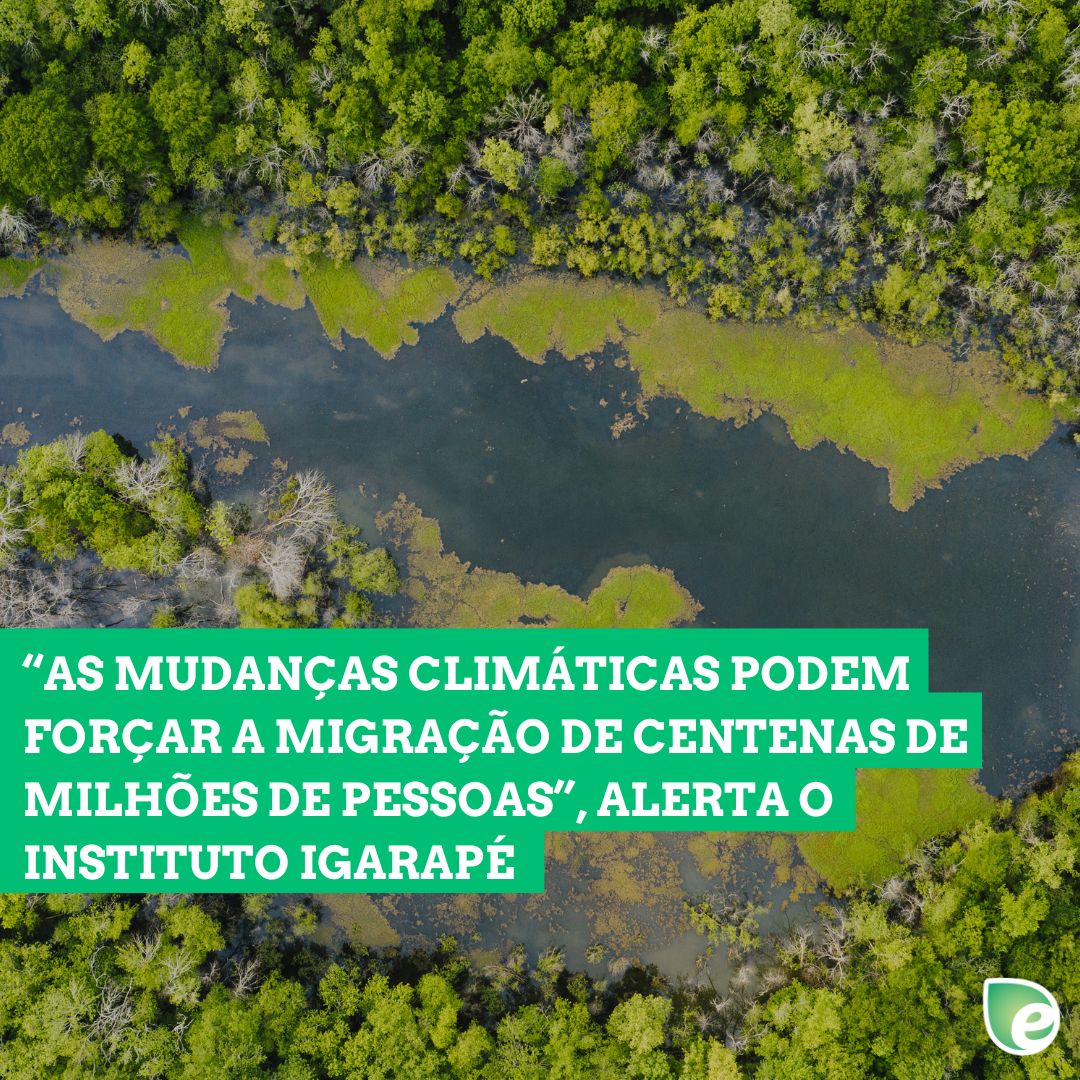 “AS MUDANÇAS CLIMÁTICAS PODEM
FORÇAR A MIGRAÇÃO DE CENTENAS DE
MILHÕES DE PESSOAS”, ALERTA O
INSTITUTO IGARAPÉ
e